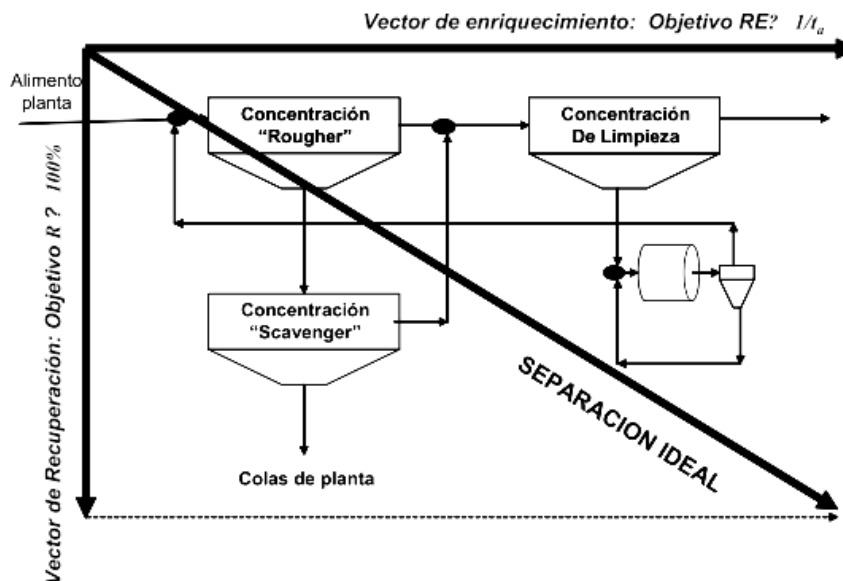 Vector de enriquecimiento: Objetivo RE? 1/tₐ
Alimento
planta
Concentración
“Rougher”
Concentración
De Limpieza
Vector de Recuperación: Objetivo R ? 100%
Concentración
“Scavenger”
SEPARACION IDEAL
Colas de planta